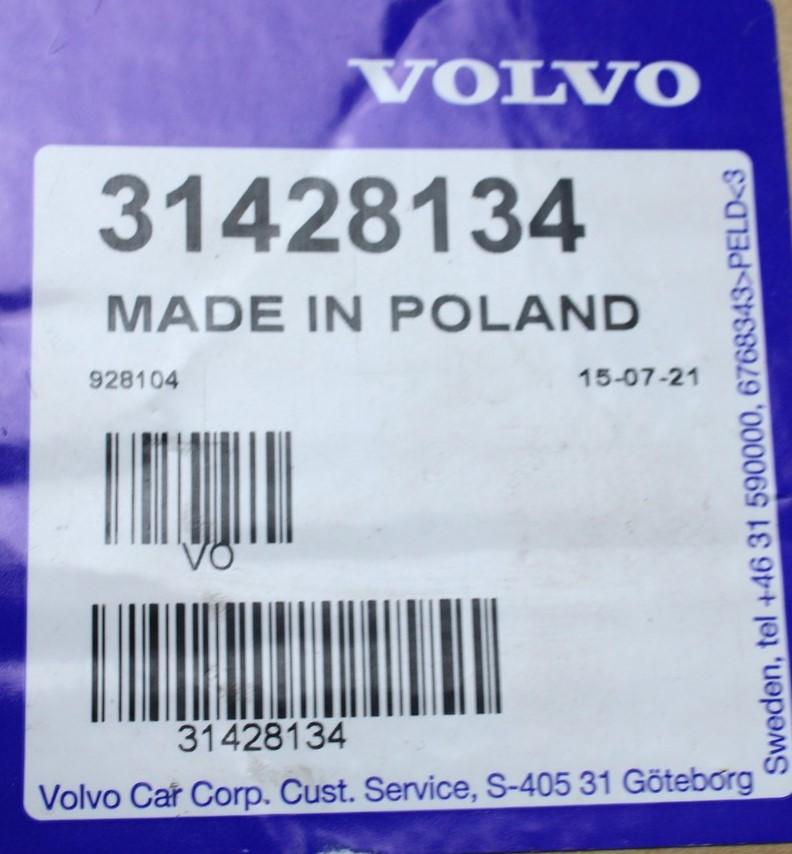 VOLVO
31428134
MADE IN POLAND
928104 15-07-21
VO
31428134
Volvo Car Corp. Cust. Service, S-405 31 Göteborg
Sweden, tel +46 31 590000, 6768343>PELD<3